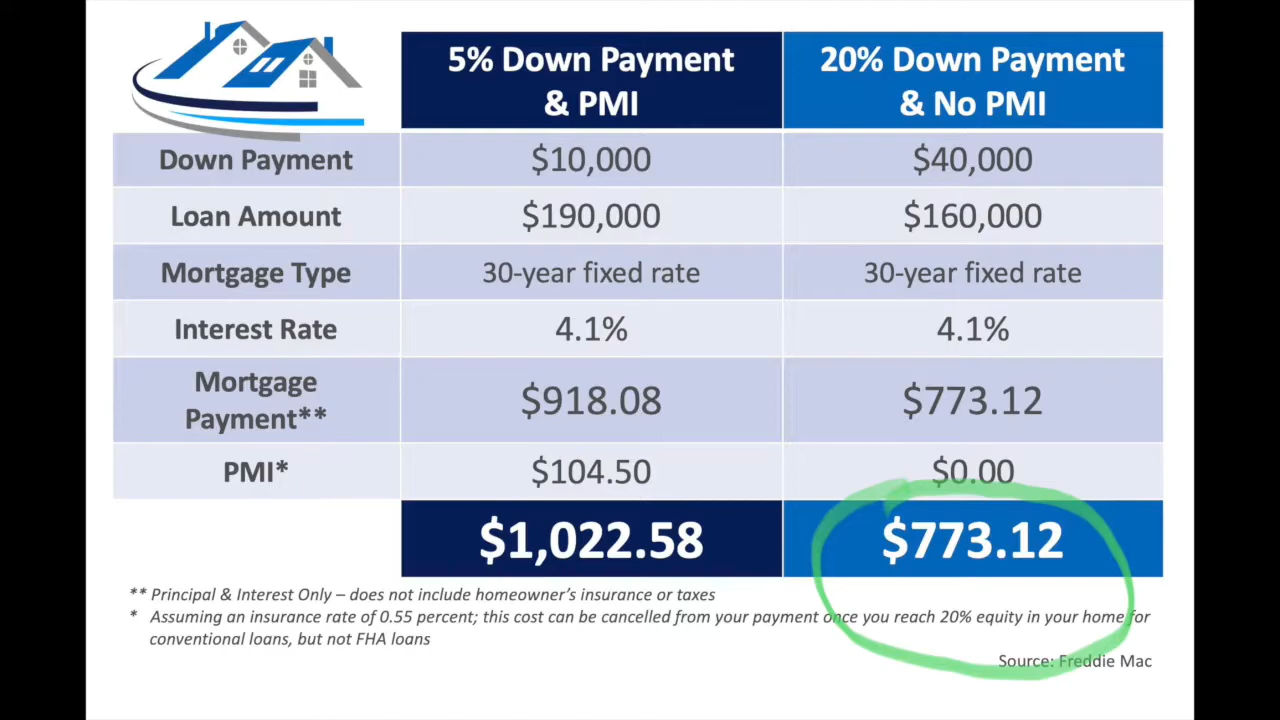 5% Down Payment
& PMI
20% Down Payment
& No PMI
Down Payment
$10,000
$40,000
Loan Amount
$190,000
$160,000
Mortgage Type
30-year fixed rate
30-year fixed rate
Interest Rate
4.1%
4.1%
Mortgage
Payment**
$918.08
$773.12
PMI*
$104.50
$0.00
$1,022.58
$773.12
** Principal & Interest Only – does not include homeowner's insurance or taxes
* Assuming an insurance rate of 0.55 percent; this cost can be cancelled from your payment once you reach 20% equity in your home for
conventional loans, but not FHA loans
Source: Freddie Mac